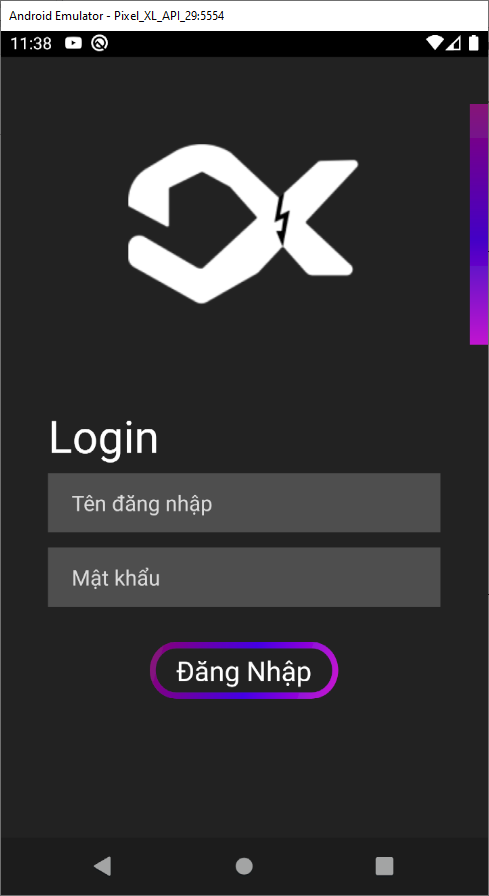 Android Emulator - Pixel_XL_API_29:5554
11:38
Login
Tên đăng nhập
Mật khẩu
Đăng Nhập